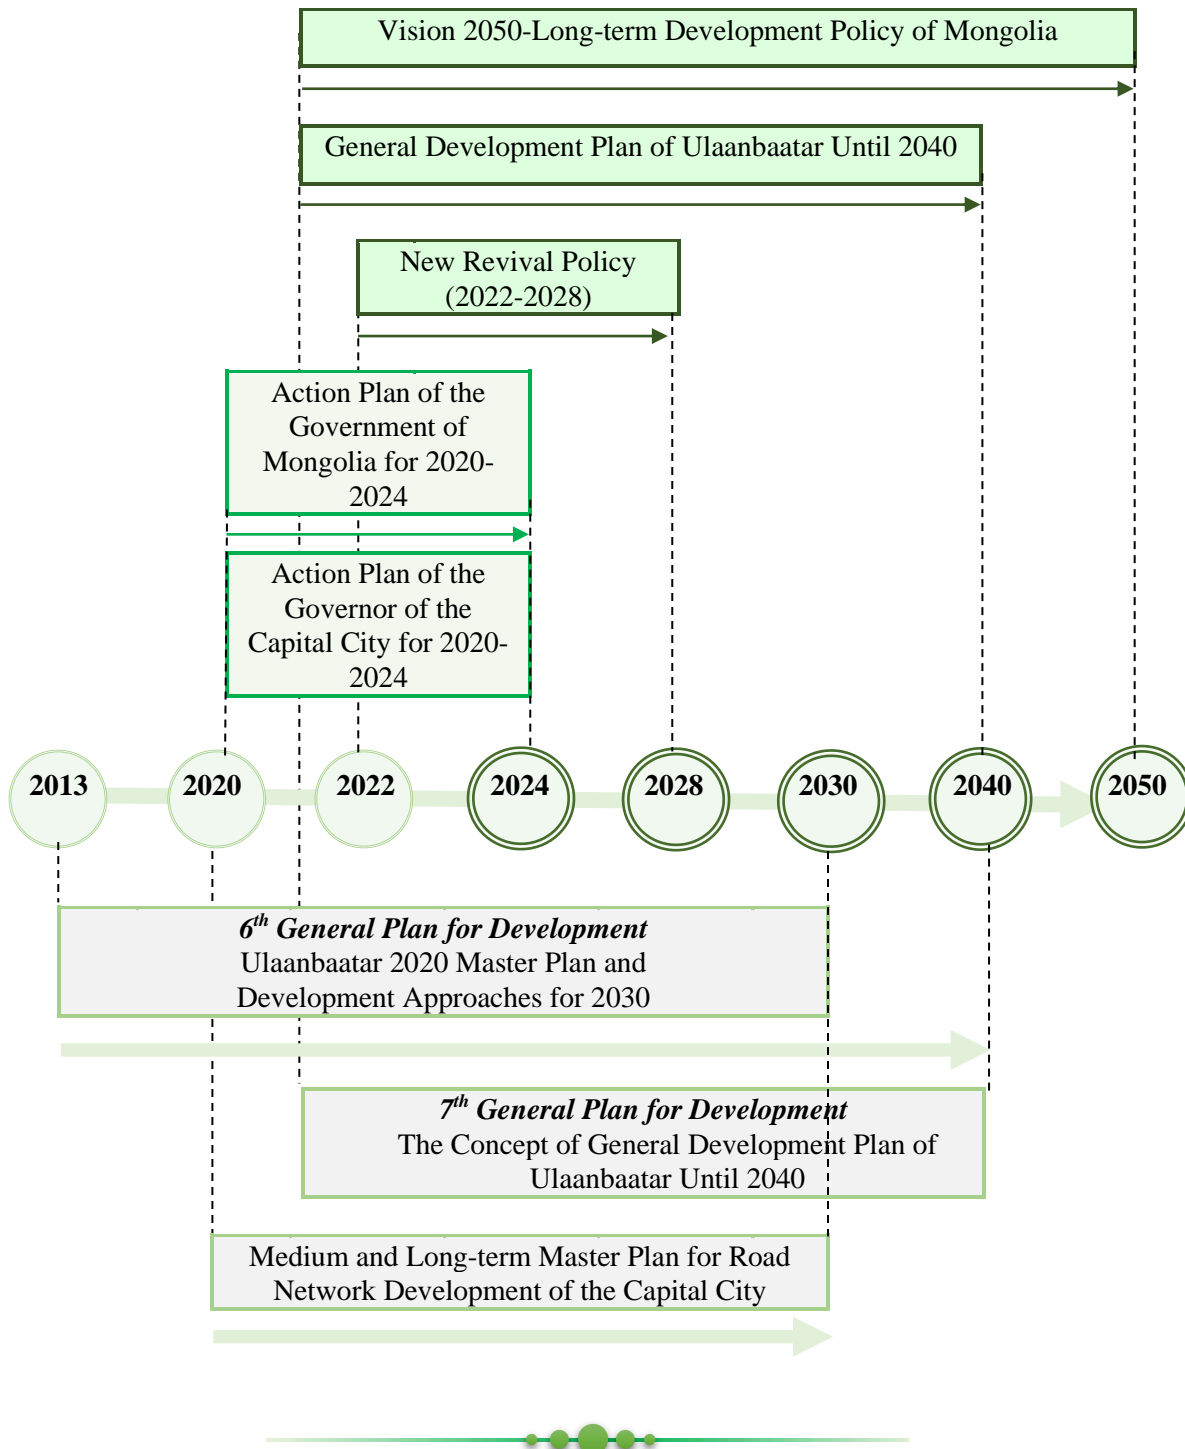 Vision 2050-Long-term Development Policy of Mongolia
General Development Plan of Ulaanbaatar Until 2040
New Revival Policy
(2022-2028)
Action Plan of the
Government of
Mongolia for 2020-
2024
Action Plan of the
Governor of the
Capital City for 2020-
2024
2013 2020 2022 2024 2028 2030 2040 2050
6th General Plan for Development
Ulaanbaatar 2020 Master Plan and
Development Approaches for 2030
7th General Plan for Development
The Concept of General Development Plan of
Ulaanbaatar Until 2040
Medium and Long-term Master Plan for Road
Network Development of the Capital City